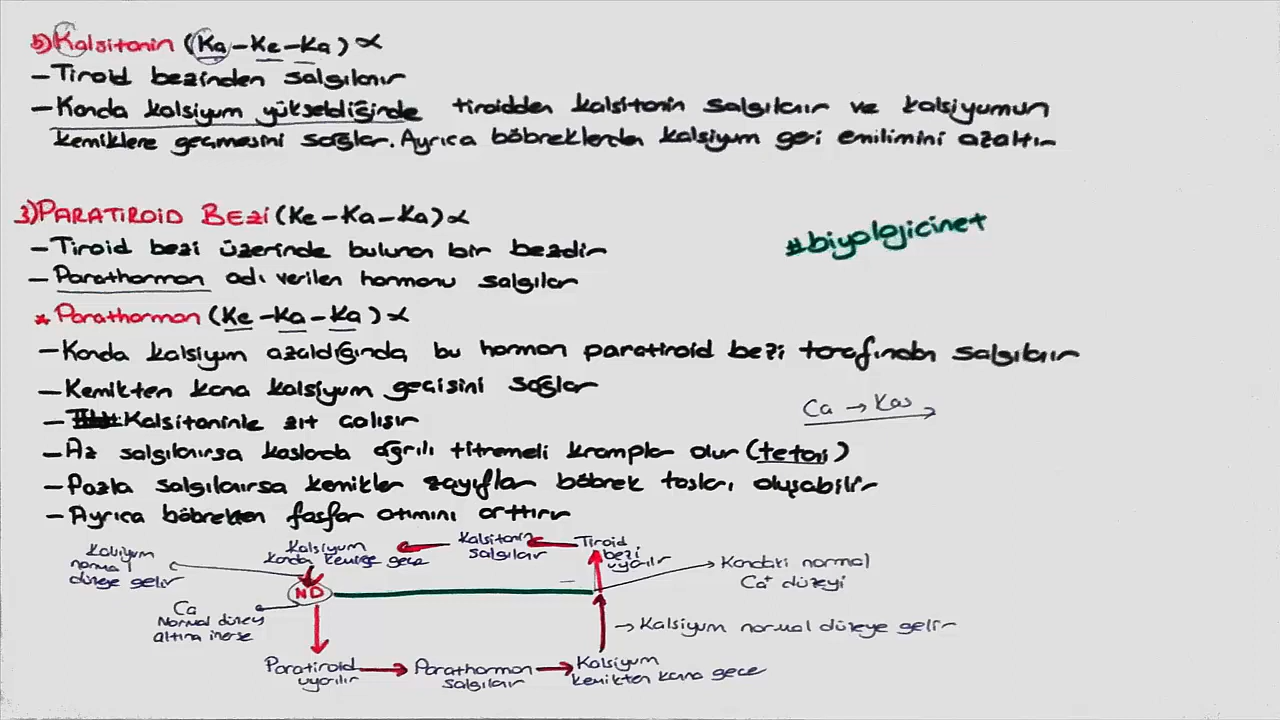 b) Kalsitonin (Ka-Ke-Ka) α
- Tiroid bezinden salgılanır
- Kanda kalsiyum yükseldiğinde tiroidden kalsitonin salgılanır ve kalsiyumun
kemiklere geçmesini sağlar. Ayrıca böbreklerden kalsiyum geri emilimini azaltır
3) PARATİROİD BEZİ (Ke-Ka-Ka) α
#biyolojicinet
- Tiroid bezi üzerinde bulunan bir bezdir
- Parathormon adı verilen hormonu salgılar
* Parathormon (Ke-Ka-Ka) α
- Kanda kalsiyum azaldığında, bu hormon paratiroid bezi tarafından salgılanır
- Kemikten kana kalsiyum geçişini sağlar
- Kalsitoninle zıt çalışır
Ca → Kas →
- Az salgılanırsa kaslarda ağrılı titremeli kramplar olur (tetani)
- Fazla salgılanırsa kemikler zayıflar böbrek taşları oluşabilir
- Ayrıca böbrekten fosfor atımını arttırır
Kalsiyum
normal
düzeye gelir
Kalsiyum
kanda kemiğe geçe
Kalsitonin
salgılanır
Tiroid
bezi
uyarılır
Kandaki normal
Ca+ düzeyi
ND
Ca
Normal düzey
altına inerse
→ Kalsiyum normal düzeye gelir
Paratiroid
uyarılır
Parathormon
salgılanır
Kalsiyum
kemikten kana geçe